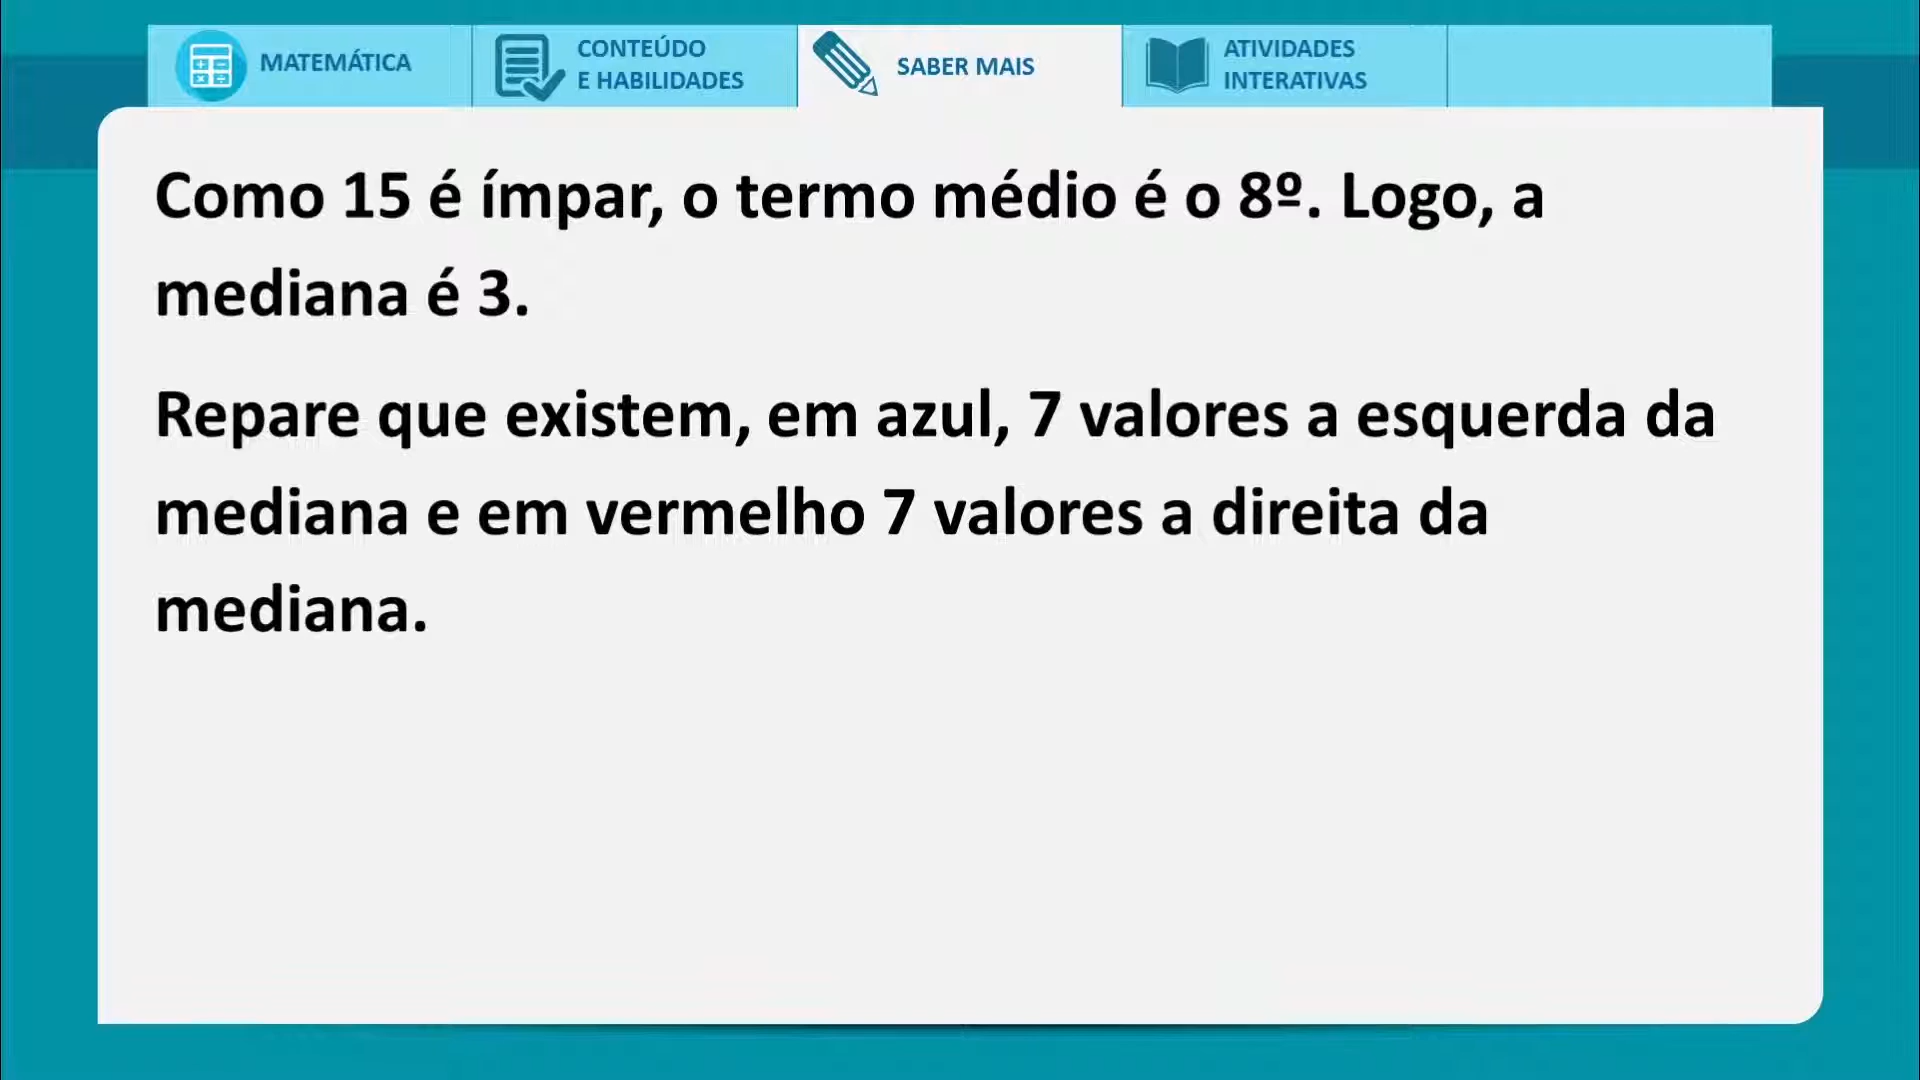 MATEMÁTICA
CONTEÚDO
E HABILIDADES
SABER MAIS
ATIVIDADES
INTERATIVAS
Como 15 é ímpar, o termo médio é o 8º. Logo, a
mediana é 3.
Repare que existem, em azul, 7 valores a esquerda da
mediana e em vermelho 7 valores a direita da
mediana.